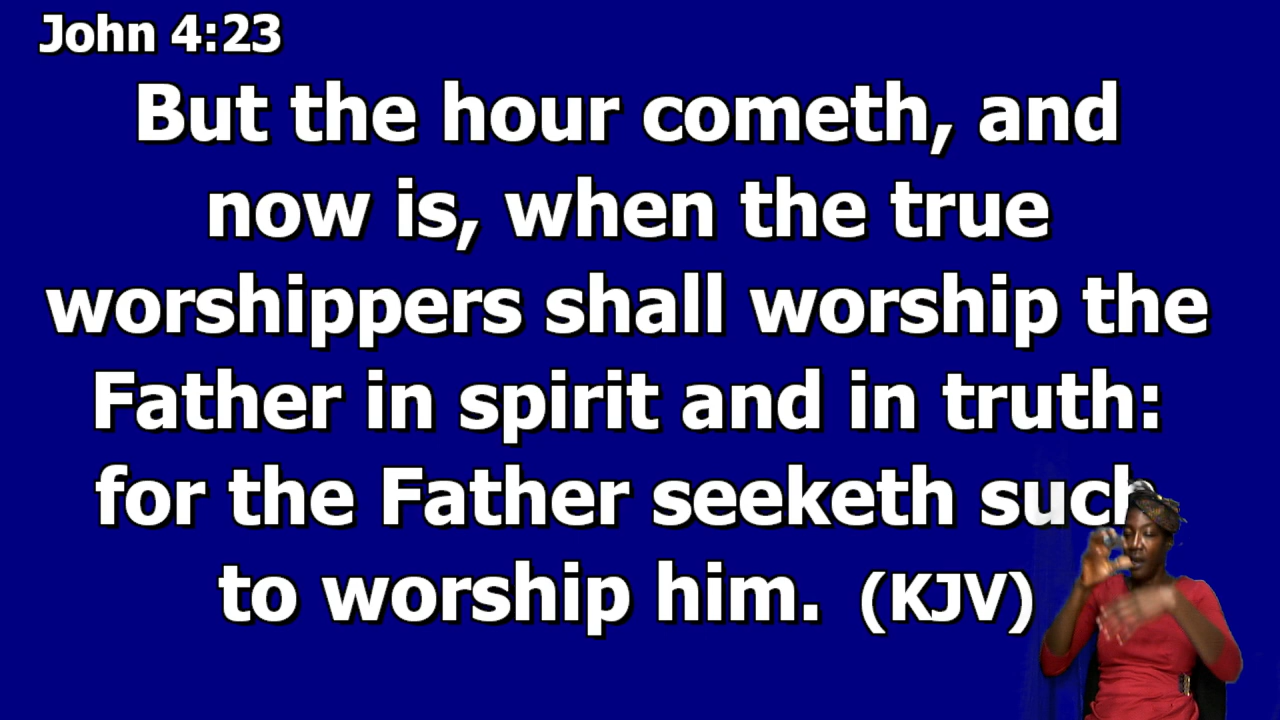 John 4:23
But the hour cometh, and
now is, when the true
worshippers shall worship the
Father in spirit and in truth:
for the Father seeketh such
to worship him. (KJV)